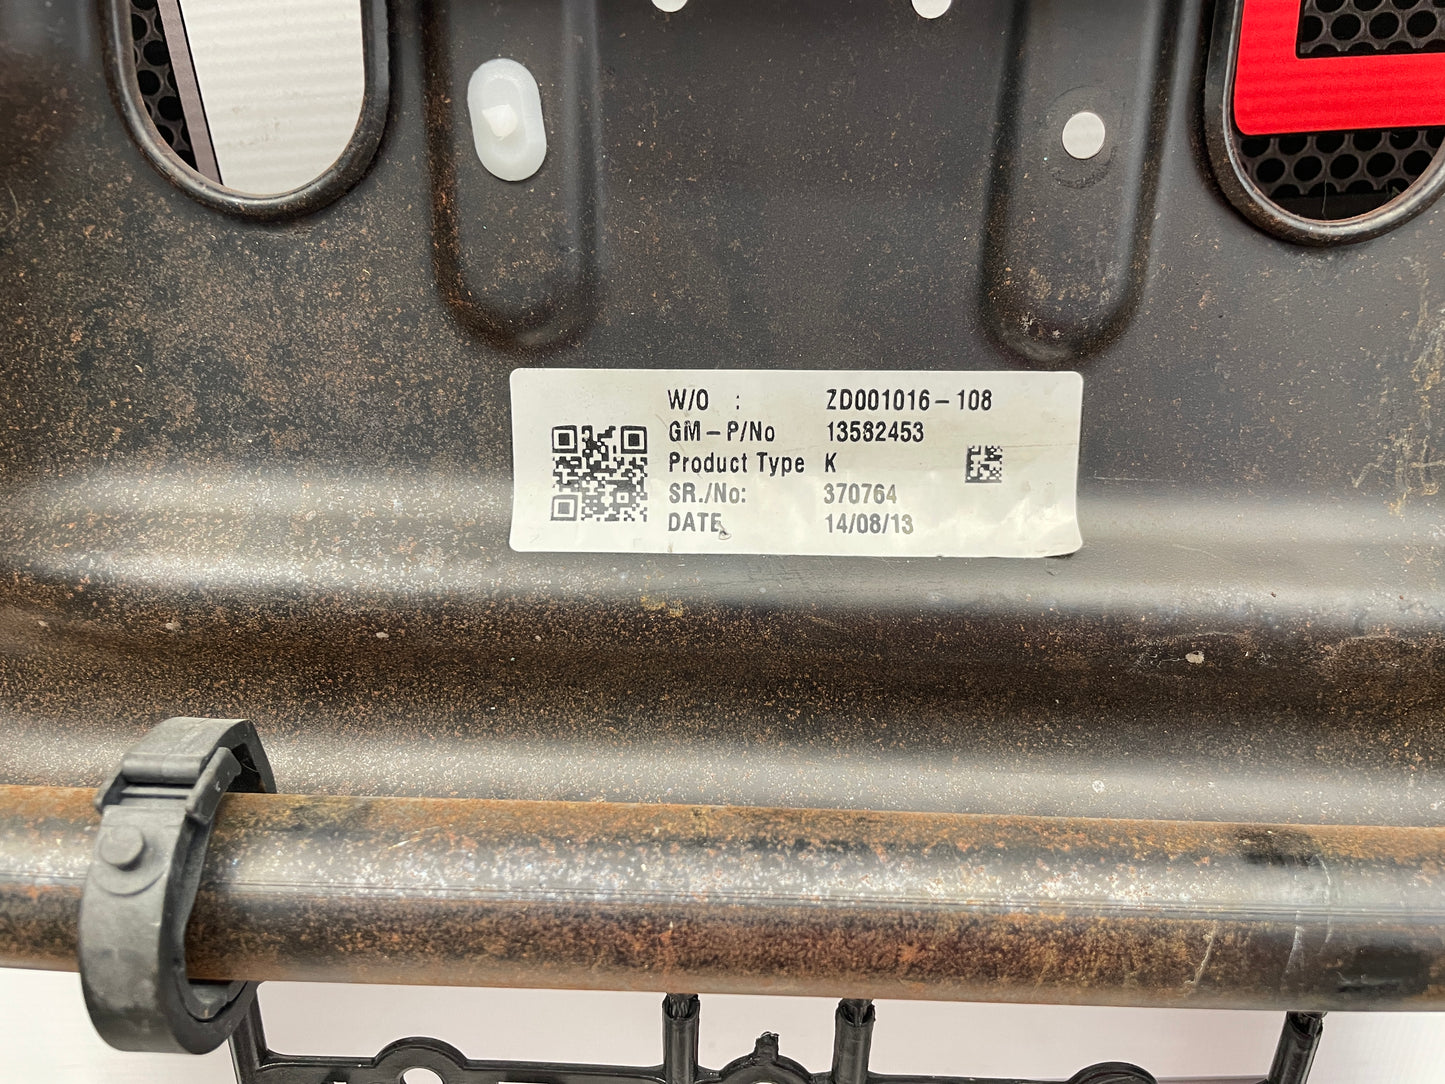 W/O : ZD001016-108
GM-P/No 13582453
Product Type K
SR./No: 370764
DATE 14/08/13